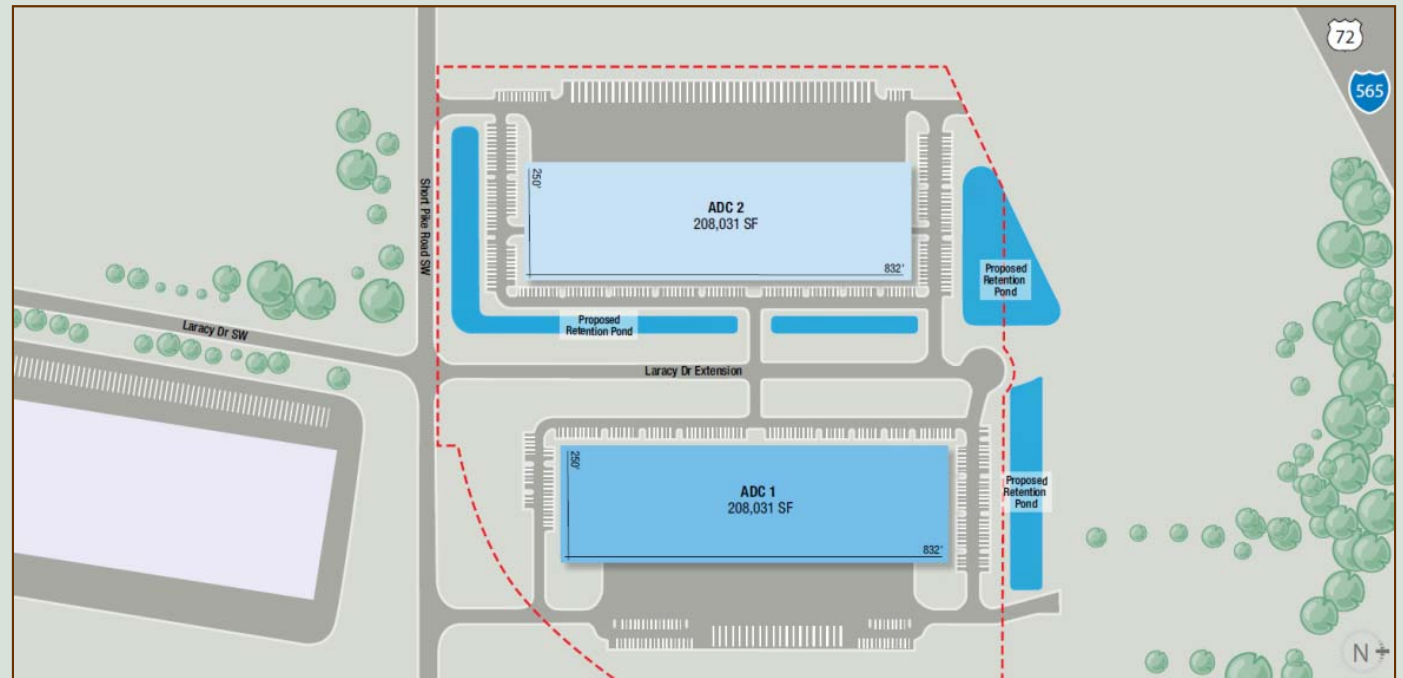 72
565
Short Pike Road SW
250'
ADC 2
208,031 SF
832'
Proposed
Retention
Pond
Proposed
Retention Pond
Laracy Dr SW
Laracy Dr Extension
250'
ADC 1
208,031 SF
832'
Proposed
Retention
Pond
N